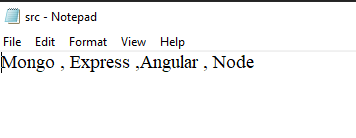 src - Notepad
File Edit Format View Help
Mongo , Express ,Angular , Node